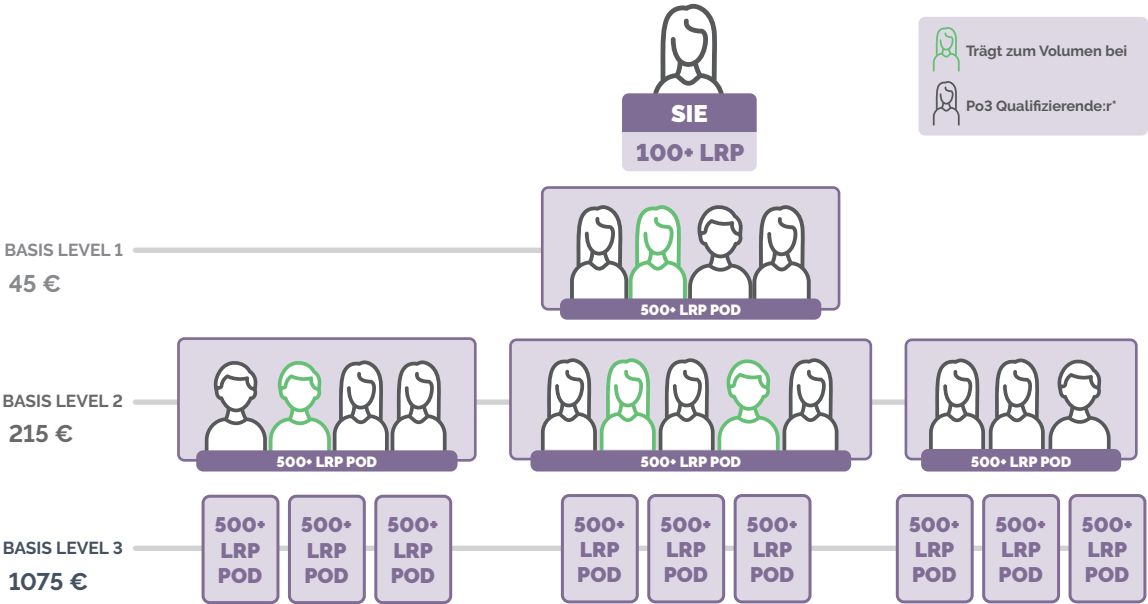 Trägt zum Volumen bei
Po3 Qualifizierende:r*
SIE
100+ LRP
BASIS LEVEL 1
45 €
500+ LRP POD
BASIS LEVEL 2
215 €
500+ LRP POD
500+ LRP POD
500+ LRP POD
BASIS LEVEL 3
1075 €
500+
LRP
POD
500+
LRP
POD
500+
LRP
POD
500+
LRP
POD
500+
LRP
POD
500+
LRP
POD
500+
LRP
POD
500+
LRP
POD
500+
LRP
POD